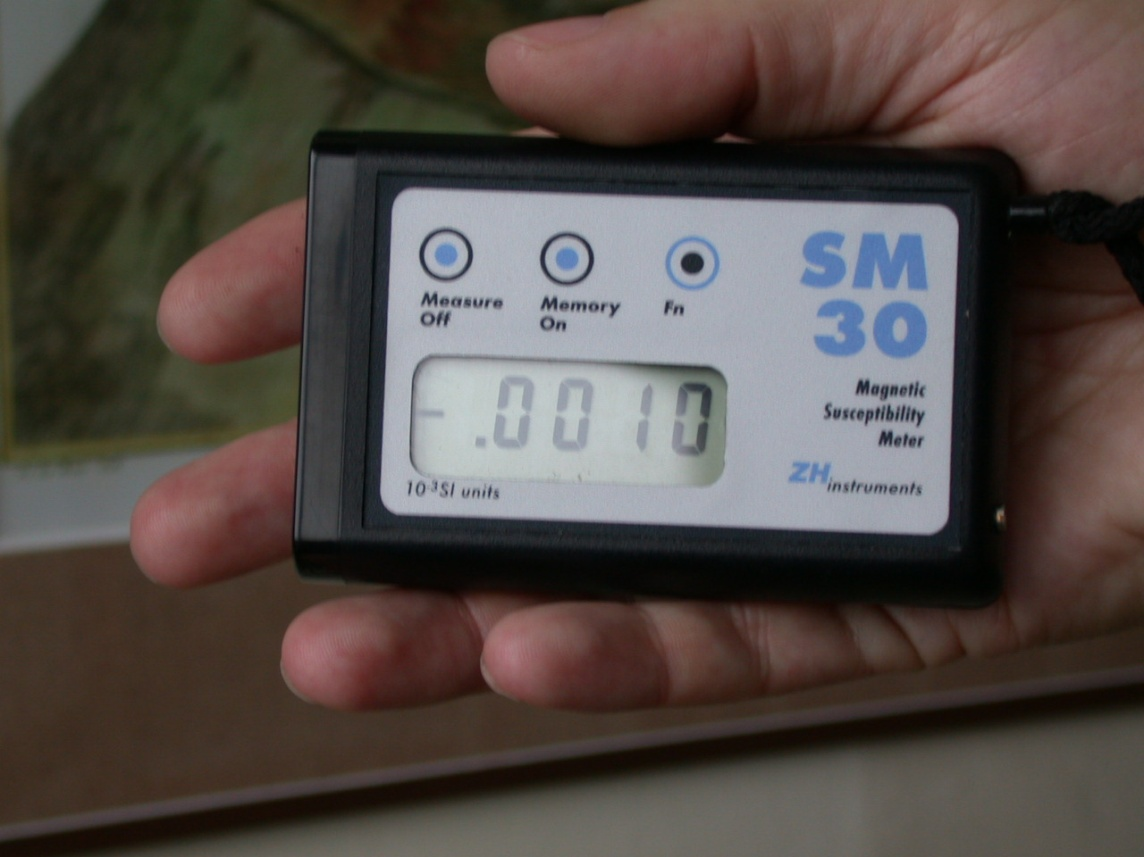 SM
30
Measure
Off
Memory
On
Fn
- .0010
10-3SI units
Magnetic
Susceptibility
Meter
ZH instruments